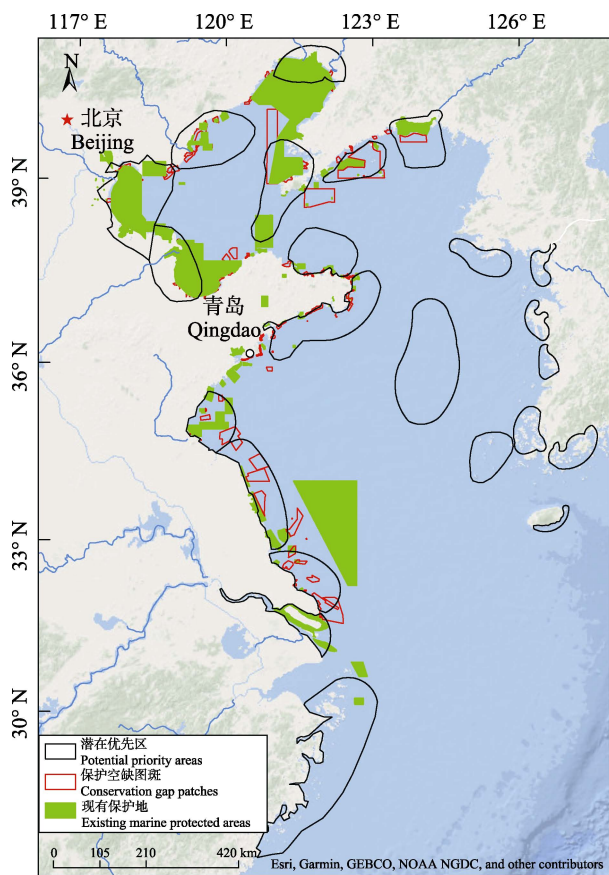 117° E 120° E 123° E 126° E
N
北京
Beijing
39° N
青岛
Qingdao
36° N
33° N
30° N
潜在优先区
Potential priority areas
保护空缺图斑
Conservation gap patches
现有保护地
Existing marine protected areas
0 105 210 420 km
Esri, Garmin, GEBCO, NOAA NGDC, and other contributors